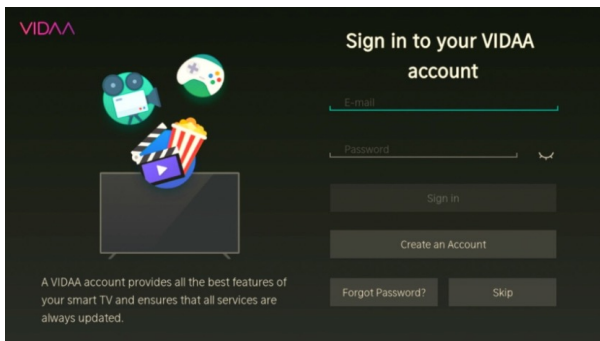 VIDAA
Sign in to your VIDAA
account
E-mail
Password
Sign in
Create an Account
Forgot Password?
Skip
A VIDAA account provides all the best features of
your smart TV and ensures that all services are
always updated.